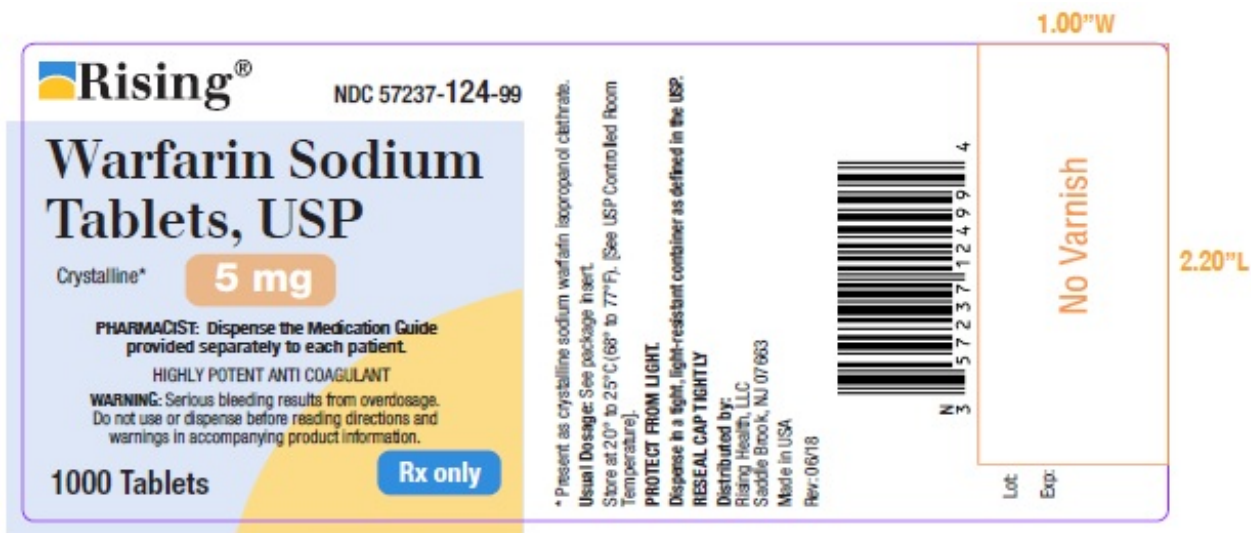 Rising®
NDC 57237-124-99
Warfarin Sodium
Tablets, USP
Crystalline*
5 mg
PHARMACIST: Dispense the Medication Guide
provided separately to each patient.
HIGHLY POTENT ANTI COAGULANT
WARNING: Serious bleeding results from overdosage.
Do not use or dispense before reading directions and
warnings in accompanying product information.
1000 Tablets
Rx only
* Present as crystalline sodium warfarin isopropanol clathrate.
Usual Dosage: See package insert.
Store at 20° to 25°C (68° to 77°F). [See USP Controlled Room
Temperature].
PROTECT FROM LIGHT.
Dispense in a tight, light-resistant container as defined in the USP.
RESEAL CAP TIGHTLY
Distributed by:
Rising Health, LLC
Saddle Brook, NJ 07663
Made in USA
Rev: 06/18
N
3 57237 12499 4
1.00”W
No Varnish
2.20”L
Lot:
Exp: